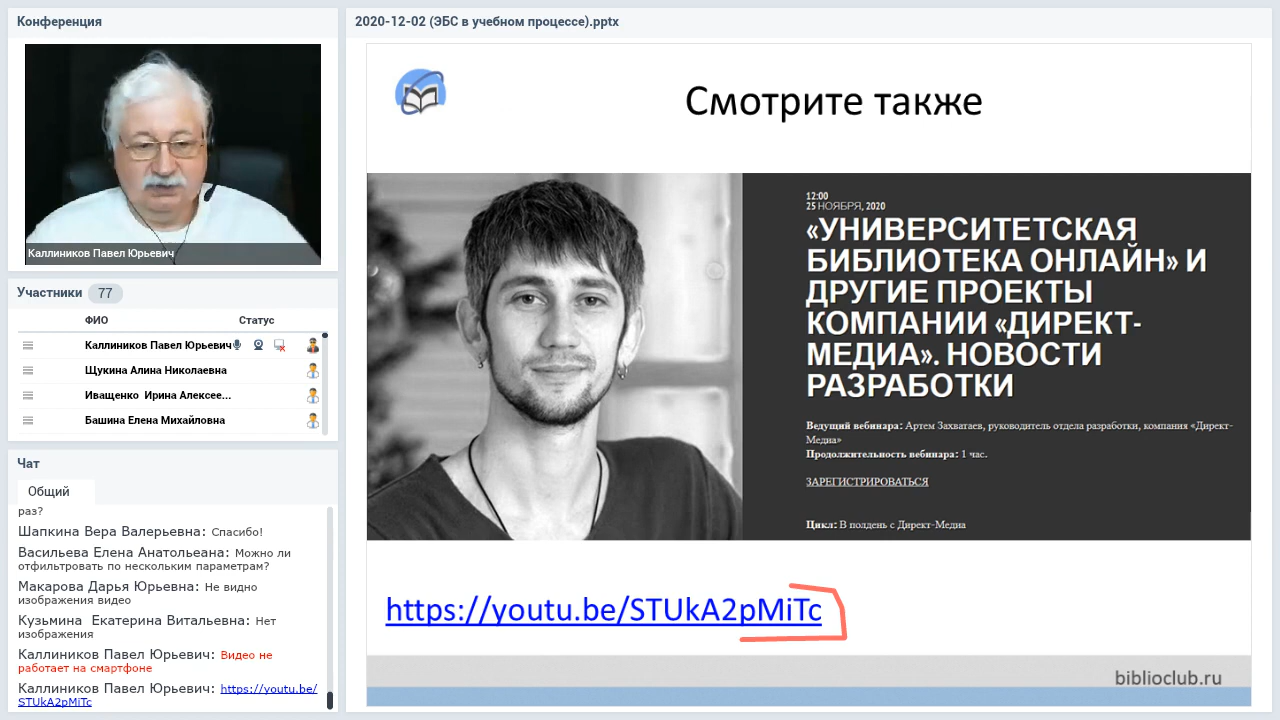 Конференция
Каллиников Павел Юрьевич
Участники 77
ФИО Статус
Каллиников Павел Юрьевич
Щукина Алина Николаевна
Иващенко Ирина Алексее...
Башина Елена Михайловна
Чат
Общий
раз?
Шапкина Вера Валерьевна: Спасибо!
Васильева Елена Анатольеана: Можно ли
отфильтровать по нескольким параметрам?
Макарова Дарья Юрьевна: Не видно
изображения видео
Кузьмина Екатерина Витальевна: Нет
изображения
Каллиников Павел Юрьевич: Видео не
работает на смартфоне
Каллиников Павел Юрьевич: https://youtu.be/
STUkA2pMiTc
2020-12-02 (ЭБС в учебном процессе).pptx
Смотрите также
12:00
25 НОЯБРЯ, 2020
«УНИВЕРСИТЕТСКАЯ
БИБЛИОТЕКА ОНЛАЙН» И
ДРУГИЕ ПРОЕКТЫ
КОМПАНИИ «ДИРЕКТ-
МЕДИА». НОВОСТИ
РАЗРАБОТКИ
Ведущий вебинара: Артем Захватаев, руководитель отдела разработки, компания «Директ-
Медиа»
Продолжительность вебинара: 1 час.
ЗАРЕГИСТРИРОВАТЬСЯ
Цикл: В полдень с Директ-Медиа
https://youtu.be/STUkA2pMiTc
biblioclub.ru